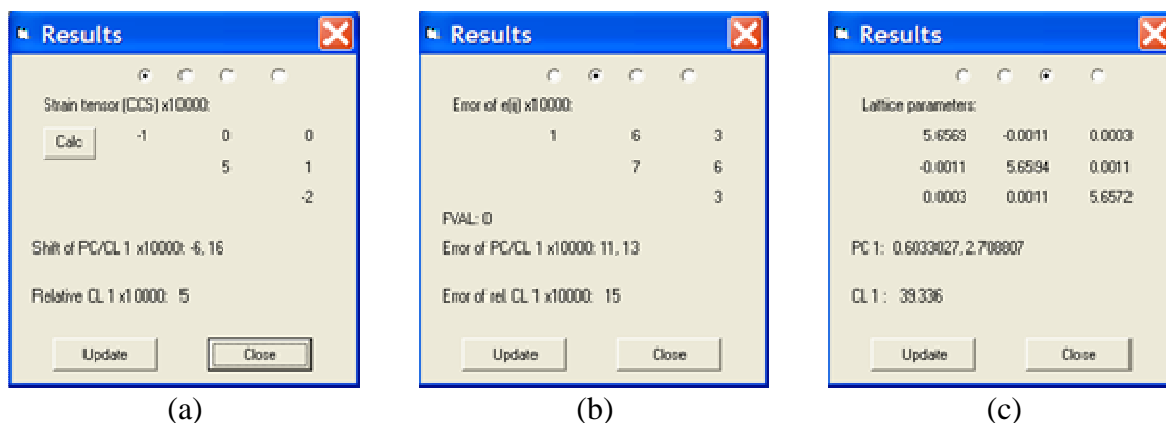 Results
Strain tensor (CCS) x10000:
Calc -1 0 0
5 1
-2
Shift of PC/CL 1 x10000: -6, 16
Relative CL 1 x10000: 5
Update Close
(a)
Results
Error of e(ij) x10000:
1 6 3
7 6
3
FVAL: 0
Error of PC/CL 1 x10000: 11, 13
Error of rel. CL 1 x10000: 15
Update Close
(b)
Results
Lattice parameters:
5.6569 -0.0011 0.0003
-0.0011 5.6594 0.0011
0.0003 0.0011 5.6572
PC 1: 0.6033027, 2.708807
CL 1 : 39.336
Update Close
(c)